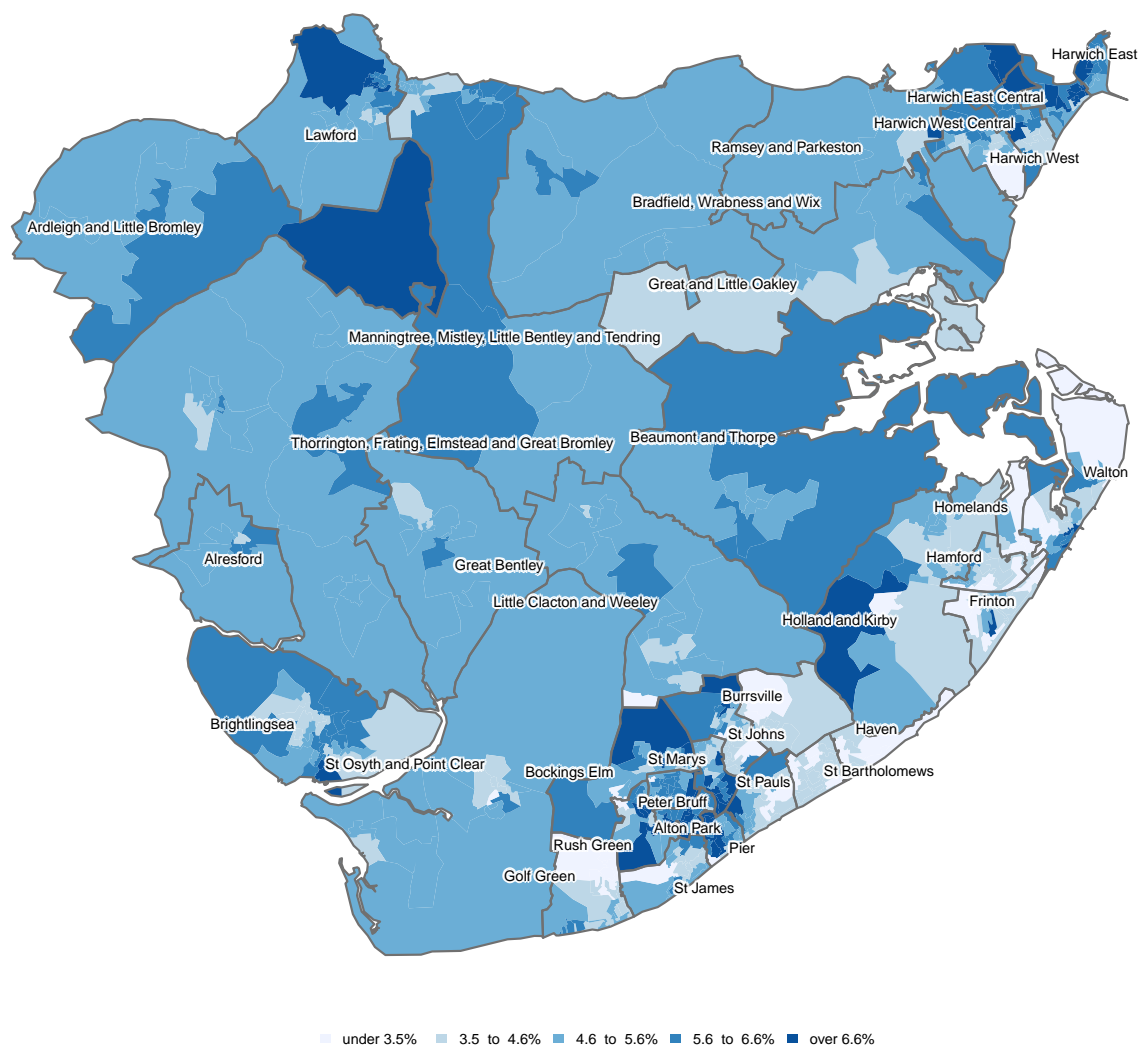 Harwich East
Harwich East Central
Harwich West Central
Lawford
Ramsey and Parkeston
Harwich West
Bradfield, Wrabness and Wix
Ardleigh and Little Bromley
Great and Little Oakley
Manningtree, Mistley, Little Bentley and Tendring
Thorrington, Frating, Elmstead and Great Bromley
Beaumont and Thorpe
Walton
Homelands
Alresford
Great Bentley
Hamford
Little Clacton and Weeley
Frinton
Holland and Kirby
Burrsville
Brightlingsea
St Johns
Haven
St Osyth and Point Clear
Bockings Elm
St Marys
St Pauls
St Bartholomews
Peter Bruff
Alton Park
Rush Green
Pier
Golf Green
St James
under 3.5% 3.5 to 4.6% 4.6 to 5.6% 5.6 to 6.6% over 6.6%